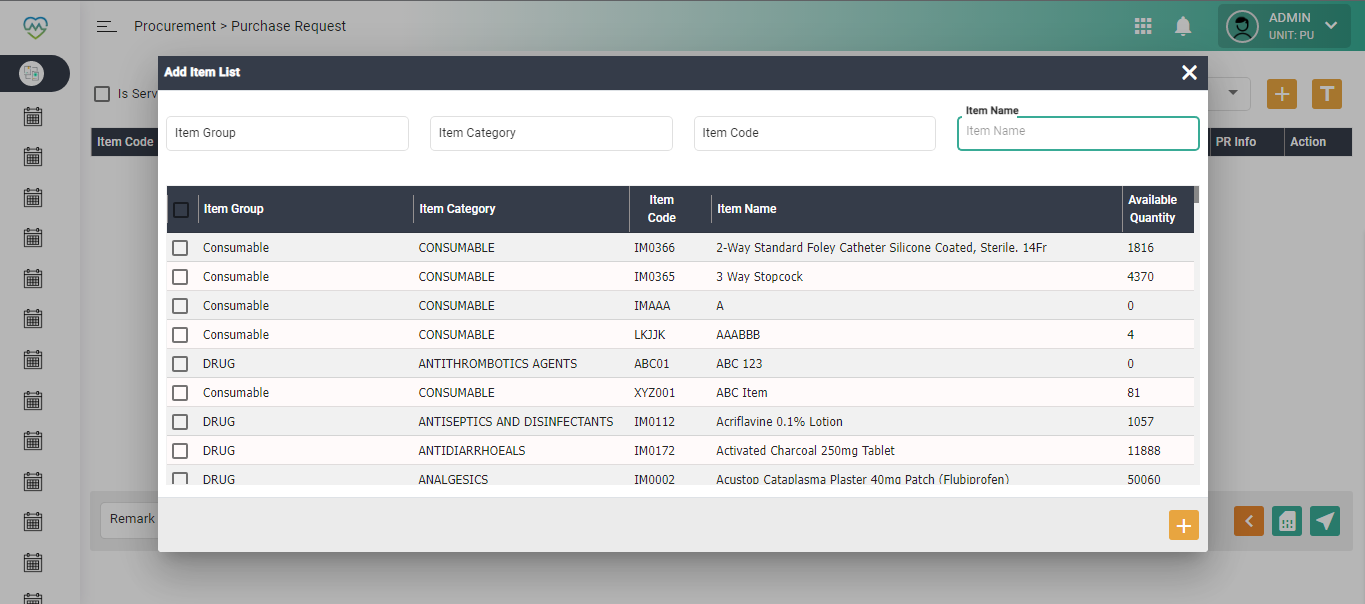 Procurement > Purchase Request
ADMIN
UNIT: PU
Add Item List
Is Serv
Item Group
Item Category
Item Code
Item Name
Item Name
Item Code
PR Info
Action
Item Group Item Category Item Code Item Name Available Quantity
Consumable CONSUMABLE IM0366 2-Way Standard Foley Catheter Silicone Coated, Sterile. 14Fr 1816
Consumable CONSUMABLE IM0365 3 Way Stopcock 4370
Consumable CONSUMABLE IMAAA A 0
Consumable CONSUMABLE LKJJK AAABBB 4
DRUG ANTITHROMBOTICS AGENTS ABC01 ABC 123 0
Consumable CONSUMABLE XYZ001 ABC Item 81
DRUG ANTISEPTICS AND DISINFECTANTS IM0112 Acriflavine 0.1% Lotion 1057
DRUG ANTIDIARRHOEALS IM0172 Activated Charcoal 250mg Tablet 11888
DRUG ANALGESICS IM0002 Acustop Cataplasma Plaster 40mg Patch (Flubiprofen) 50060
Remark